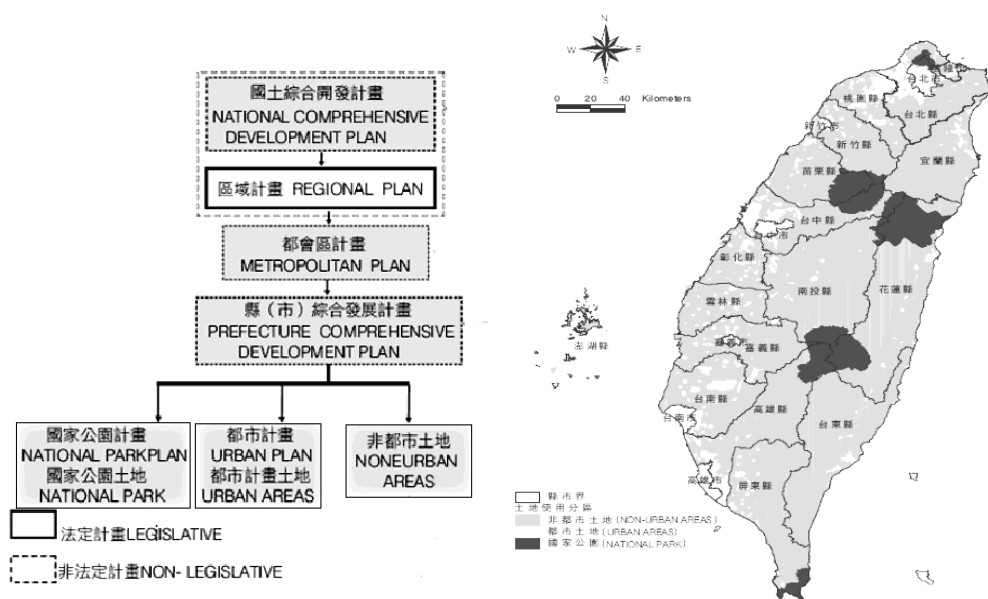 國土綜合開發計畫
NATIONAL COMPREHENSIVE
DEVELOPMENT PLAN
區域計畫 REGIONAL PLAN
都會區計畫
METROPOLITAN PLAN
縣（市）綜合發展計畫
PREFECTURE COMPREHENSIVE
DEVELOPMENT PLAN
國家公園計畫
NATIONAL PARKPLAN
國家公園土地
NATIONAL PARK
都市計畫
URBAN PLAN
都市計畫土地
URBAN AREAS
非都市土地
NONEURBAN
AREAS
法定計畫LEGISLATIVE
非法定計畫NON- LEGISLATIVE
N
W
E
S
0 20 40 Kilometers
台北市
桃園縣
台北縣
新竹市
新竹縣
宜蘭縣
苗栗縣
台中縣
台中市
彰化縣
南投縣
花蓮縣
雲林縣
澎湖縣
嘉義市
嘉義縣
台南縣
高雄縣
台東縣
台南市
高雄市
屏東縣
縣市界
土地使用分區
非都市土地(NON-URBAN AREAS)
都市土地(URBAN AREAS)
國家公園(NATIONAL PARK)